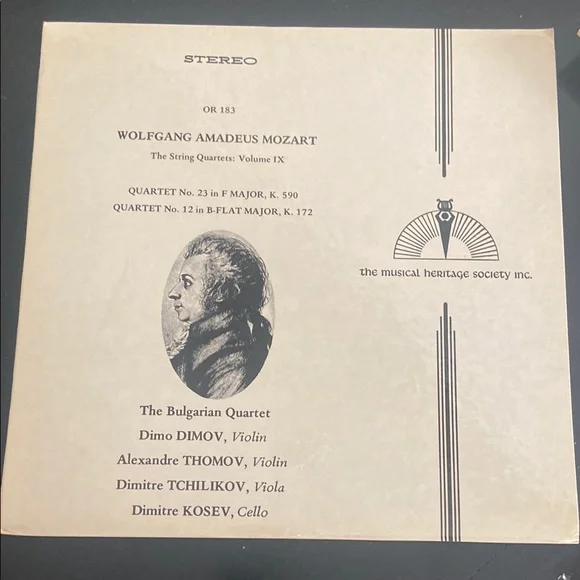 STEREO
OR 183
WOLFGANG AMADEUS MOZART
The String Quartets: Volume IX
QUARTET No. 23 in F MAJOR, K. 590
QUARTET No. 12 in B-FLAT MAJOR, K. 172
the musical heritage society inc.
The Bulgarian Quartet
Dimo DIMOV, Violin
Alexandre THOMOV, Violin
Dimitre TCHILIKOV, Viola
Dimitre KOSEV, Cello